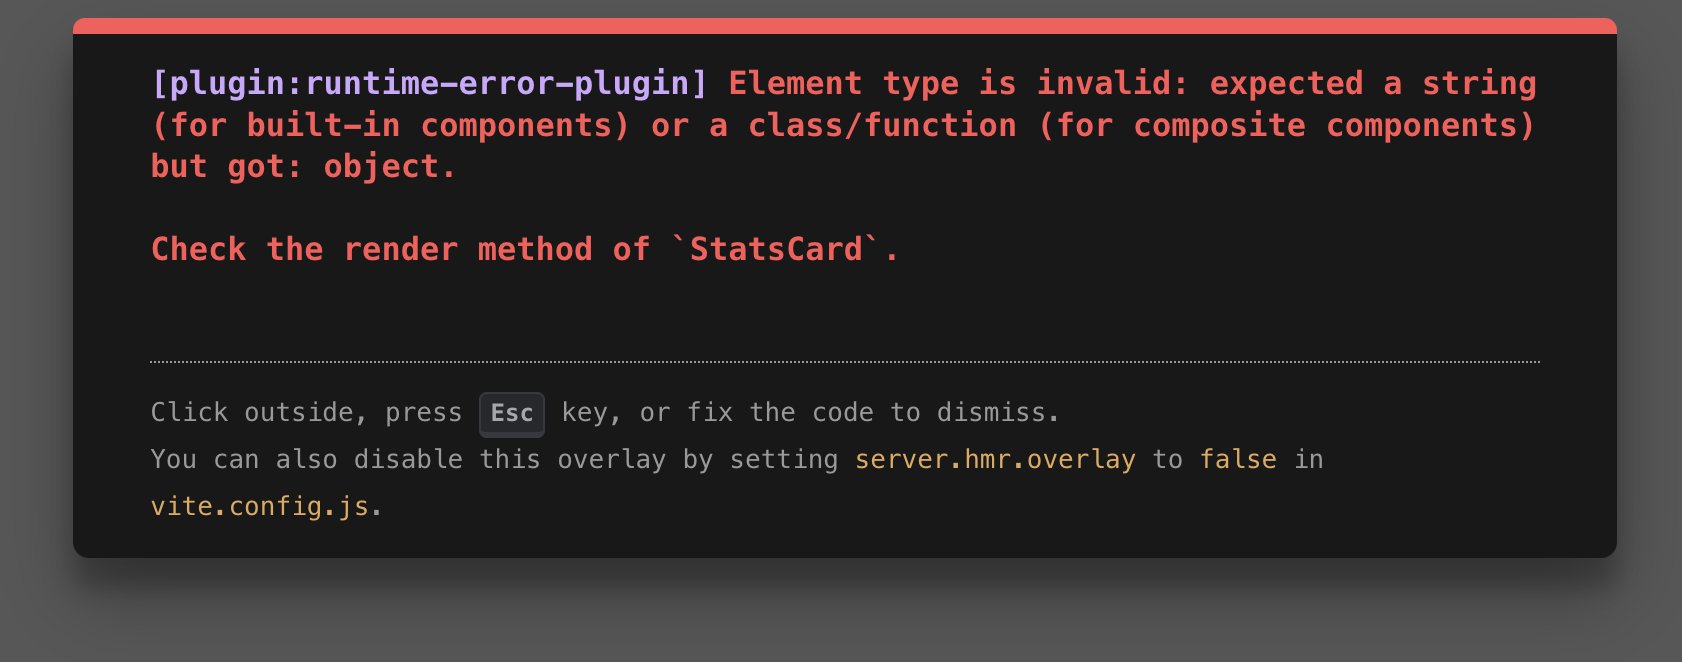 [plugin:runtime-error-plugin] Element type is invalid: expected a string
(for built-in components) or a class/function (for composite components)
but got: object.
Check the render method of `StatsCard`.
Click outside, press Esc key, or fix the code to dismiss.
You can also disable this overlay by setting server.hmr.overlay to false in
vite.config.js.